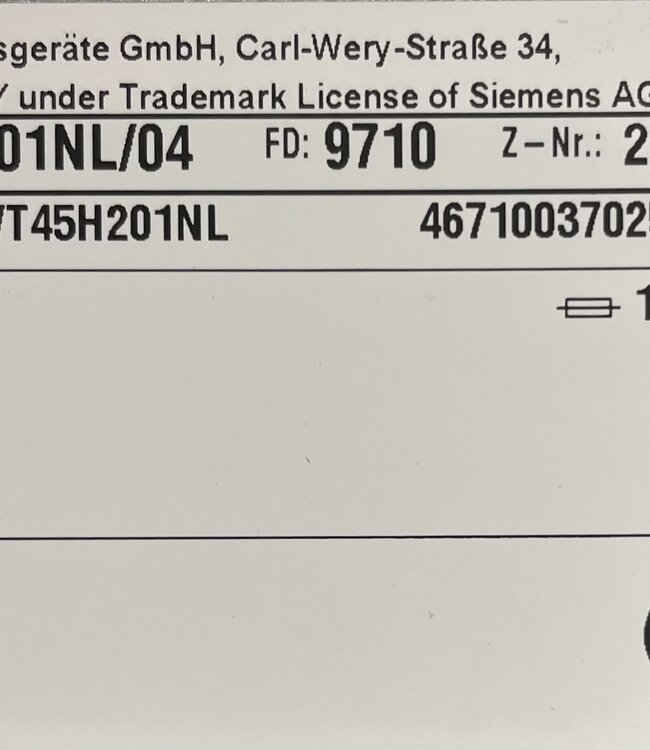 sgeräte GmbH, Carl-Wery-Straße 34,
under Trademark License of Siemens AG
01NL/04 FD: 9710 Z-Nr.: 2
T45H201NL 4671003702
1